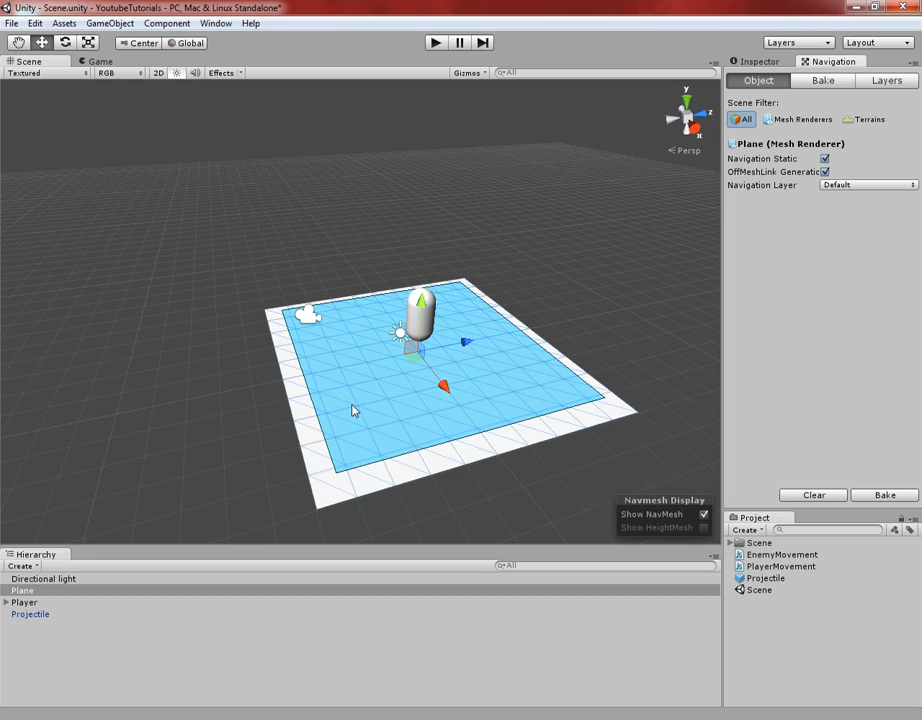 Unity - Scene.unity - YoutubeTutorials - PC, Mac & Linux Standalone*
File Edit Assets GameObject Component Window Help
Center Global Layers Layout
Scene Game Inspector Navigation
Textured RGB 2D Effects Gizmos All
Object Bake Layers
Scene Filter:
All Mesh Renderers Terrains
Plane (Mesh Renderer)
Navigation Static
OffMeshLink Generatic
Navigation Layer Default
y
z
x
Persp
Navmesh Display
Show NavMesh
Show HeightMesh
Clear Bake
Project
Create
Scene
EnemyMovement
PlayerMovement
Projectile
Scene
Hierarchy
Create All
Directional light
Plane
Player
Projectile